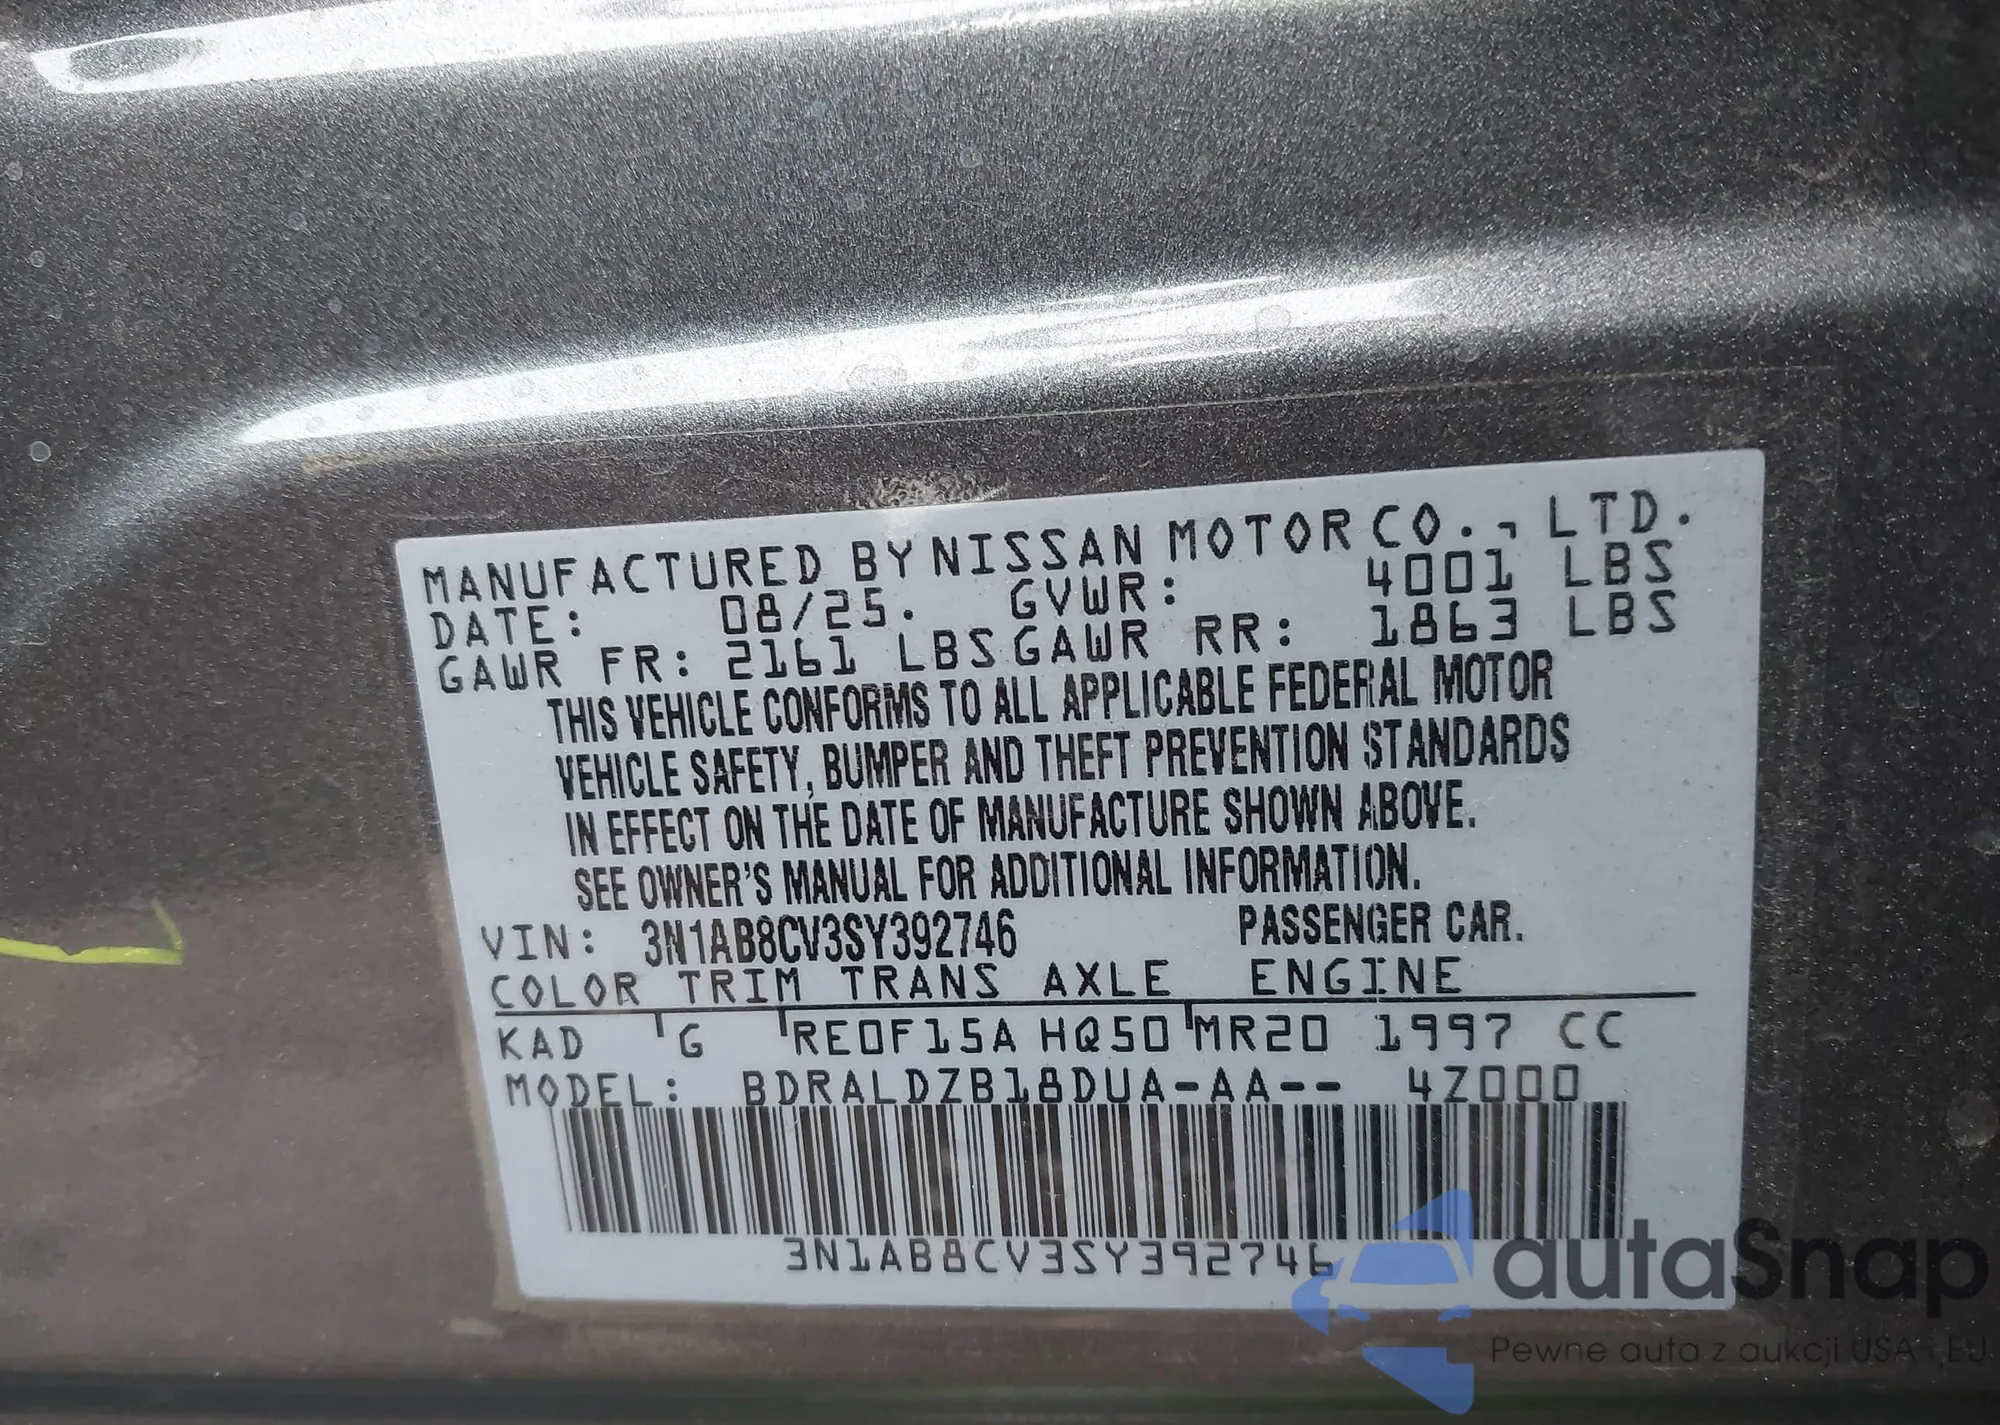 MANUFACTURED BY NISSAN MOTOR CO., LTD.
DATE: 08/25. GVWR: 4001 LBS
GAWR FR: 2161 LBS GAWR RR: 1863 LBS
THIS VEHICLE CONFORMS TO ALL APPLICABLE FEDERAL MOTOR
VEHICLE SAFETY, BUMPER AND THEFT PREVENTION STANDARDS
IN EFFECT ON THE DATE OF MANUFACTURE SHOWN ABOVE.
SEE OWNER'S MANUAL FOR ADDITIONAL INFORMATION.
VIN: 3N1AB8CV3SY392746 PASSENGER CAR.
COLOR TRIM TRANS AXLE ENGINE
KAD G RE0F15A HQ50 MR20 1997 CC
MODEL: BDRALDZB18DUA-AA-- 4Z000
3N1AB8CV3SY392746
autaSnap
Pewne auta z aukcji USA i EU